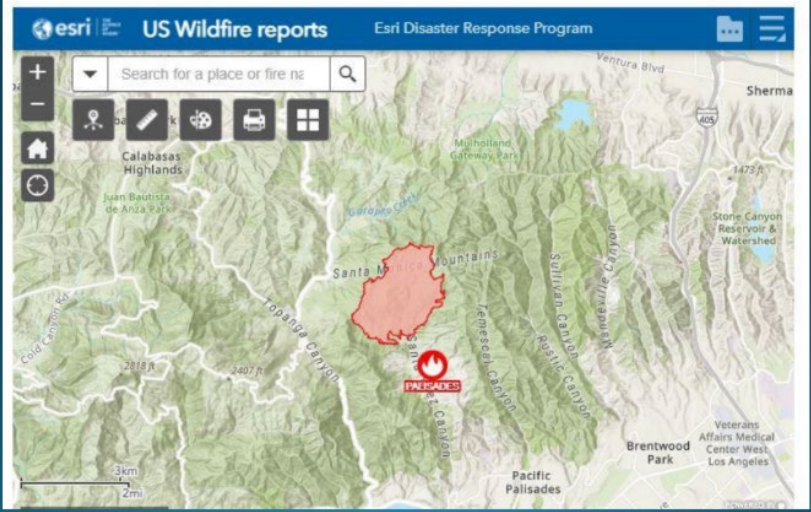 esri US Wildfire reports Esri Disaster Response Program
Search for a place or fire na
Ventura Blvd
Sherma
405
Mulholland
Gateway Park
Calabasas
Highlands
1473 ft
Juan Bautista
de Anza Park
Garapito Creek
Stone Canyon
Reservoir &
Watershed
Santa Monica Mountains
Sullivan Canyon
Mandeville Canyon
Topanga Canyon
Temescal Canyon
Rustic Canyon
Cold Canyon Rd
2818 ft
2407 ft
PALISADES
Veterans
Affairs Medical
Center West
Los Angeles
Brentwood
Park
Pacific
Palisades
3km
2mi